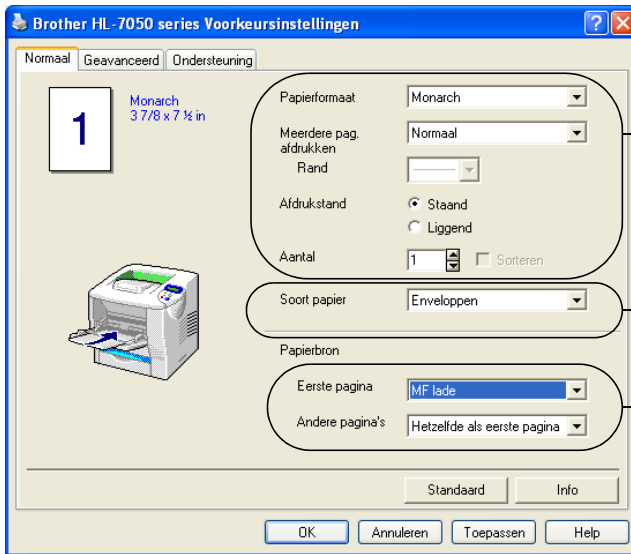 Brother HL-7050 series Voorkeursinstellingen
Normaal Geavanceerd Ondersteuning
1
Monarch
3 7/8 x 7 ½ in
Papierformaat Monarch
Meerdere pag. afdrukken Normaal
Rand
Afdrukstand Staand
Liggend
Aantal 1 Sorteren
Soort papier Enveloppen
Papierbron
Eerste pagina MF lade
Andere pagina's Hetzelfde als eerste pagina
Standaard Info
OK Annuleren Toepassen Help